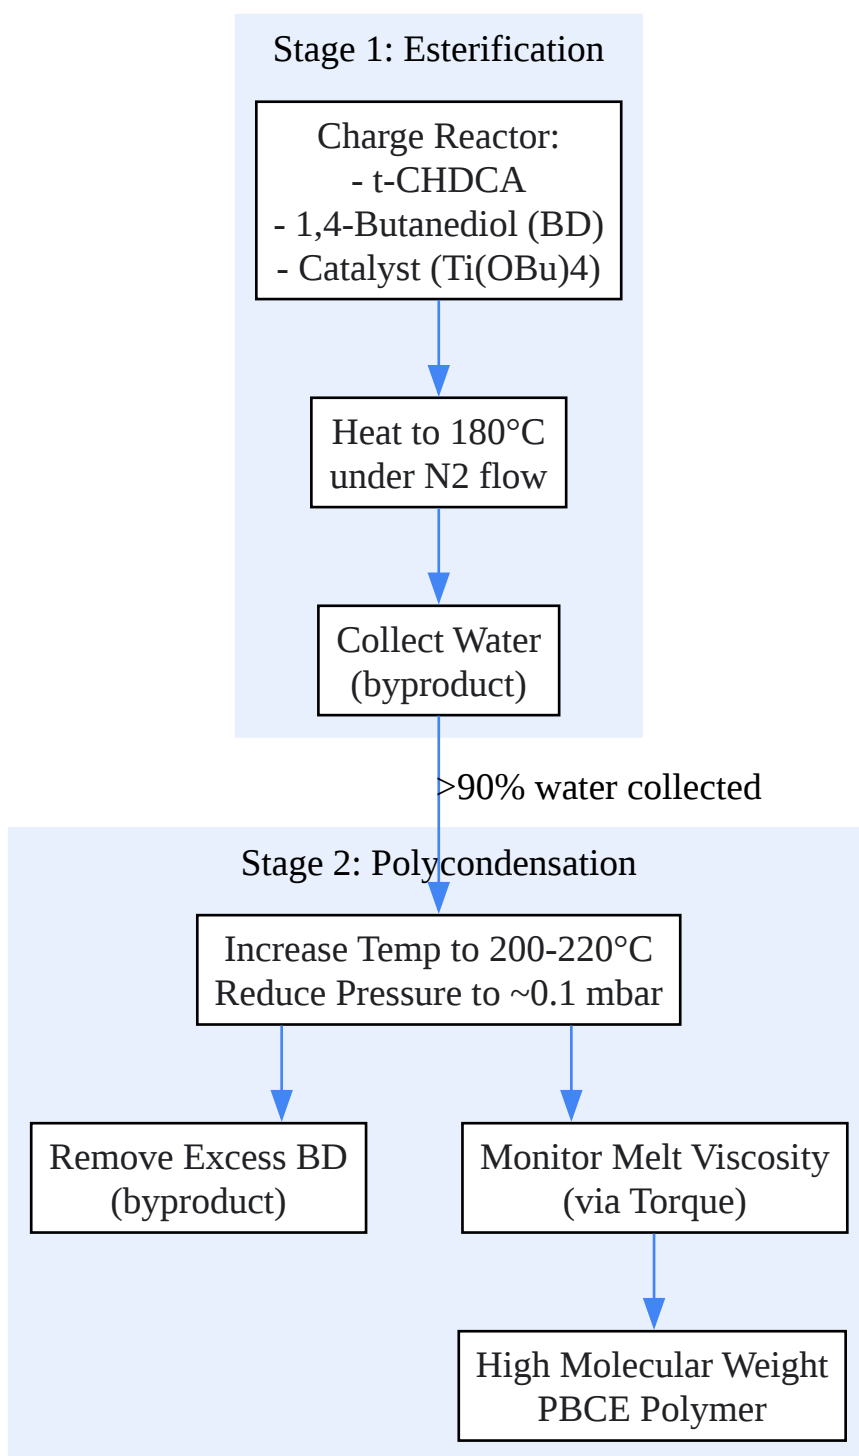 Stage 1: Esterification
Charge Reactor:
- t-CHDCA
- 1,4-Butanediol (BD)
- Catalyst (Ti(OBu)4)
Heat to 180°C
under N2 flow
Collect Water
(byproduct)
>90% water collected
Stage 2: Polycondensation
Increase Temp to 200-220°C
Reduce Pressure to ~0.1 mbar
Remove Excess BD
(byproduct)
Monitor Melt Viscosity
(via Torque)
High Molecular Weight
PBCE Polymer